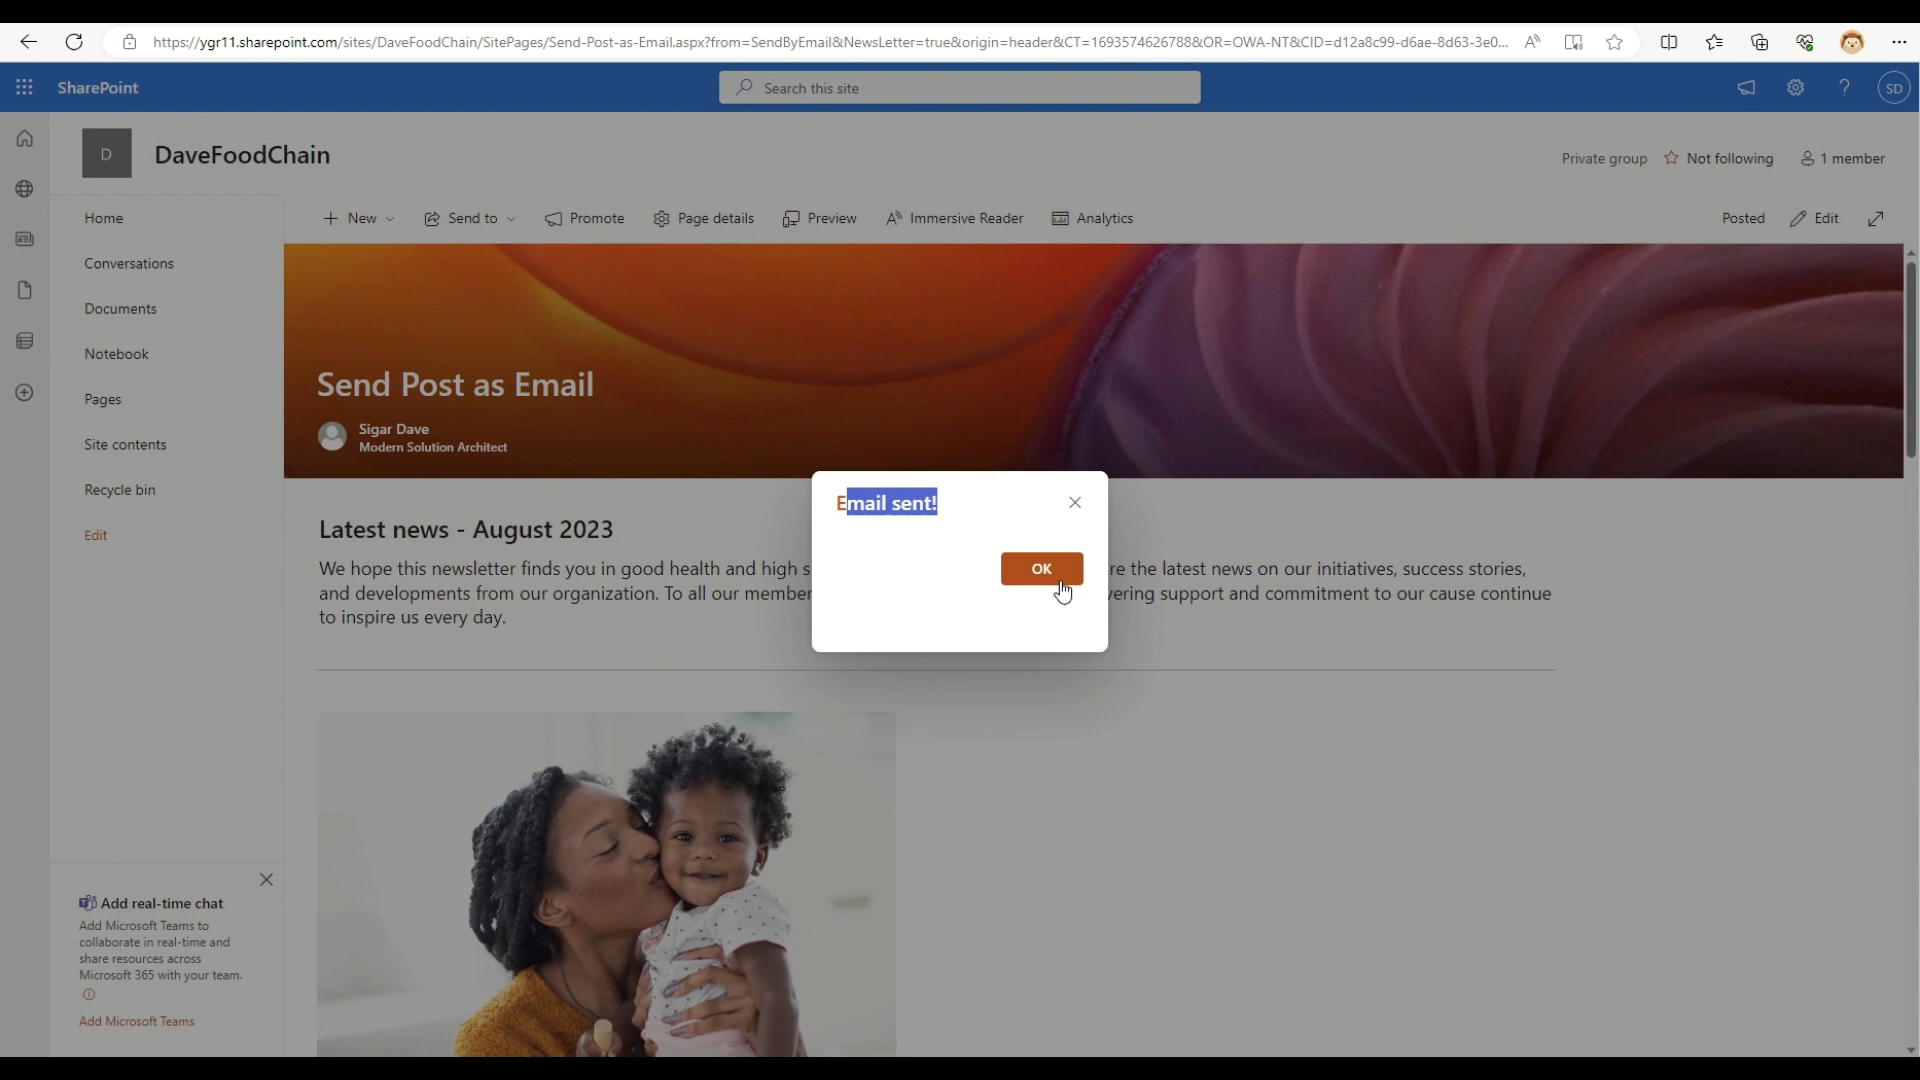 https://ygr11.sharepoint.com/sites/DaveFoodChain/SitePages/Send-Post-as-Email.aspx?from=SendByEmail&NewsLetter=true&origin=header&CT=1693574626788&OR=OWA-NT&CID=d12a8c99-d6ae-8d63-3e0...
SharePoint
Search this site
SD
D
DaveFoodChain
Private group
Not following
1 member
Home
Conversations
Documents
Notebook
Pages
Site contents
Recycle bin
Edit
New
Send to
Promote
Page details
Preview
Immersive Reader
Analytics
Posted
Edit
Send Post as Email
Sigar Dave
Modern Solution Architect
Email sent!
OK
Latest news - August 2023
We hope this newsletter finds you in good health and high s re the latest news on our initiatives, success stories,
and developments from our organization. To all our member vering support and commitment to our cause continue
to inspire us every day.
Add real-time chat
Add Microsoft Teams to
collaborate in real-time and
share resources across
Microsoft 365 with your team.
Add Microsoft Teams